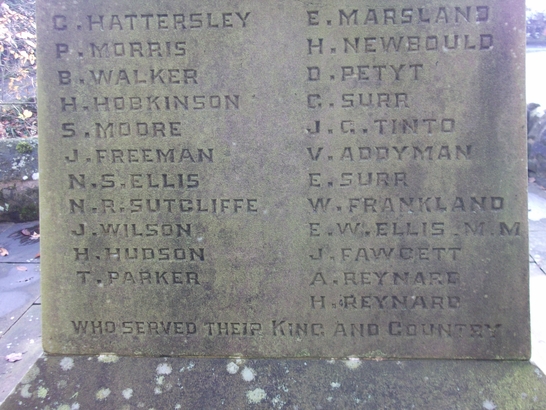 C. HATTERSLEY
P. MORRIS
B. WALKER
H. HOBKINSON
S. MOORE
J. FREEMAN
N. S. ELLIS
N. R. SUTCLIFFE
J. WILSON
H. HUDSON
T. PARKER
E. MARSLAND
H. NEWBOULD
D. PETYT
C. SURR
J. G. TINTO
V. ADDYMAN
E. SURR
W. FRANKLAND
E. W. ELLIS. M.M
J. FAWCETT
A. REYNARD
H. REYNARD
WHO SERVED THEIR KING AND COUNTRY